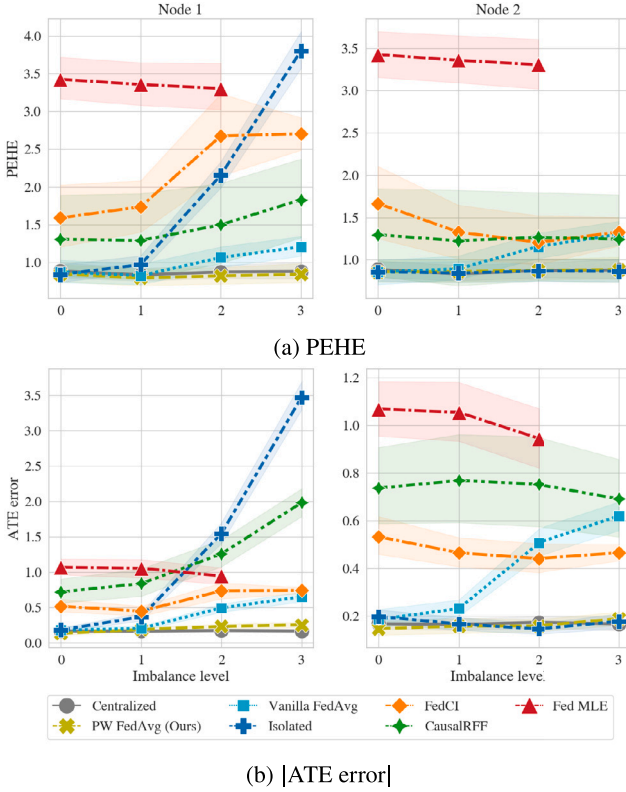 Node 1
Node 2
PEHE
4.0
3.5
3.0
2.5
2.0
1.5
1.0
0
1
2
3
3.5
3.0
2.5
2.0
1.5
1.0
0
1
2
3
(a) PEHE
ATE error
3.5
3.0
2.5
2.0
1.5
1.0
0.5
0.0
0
1
2
3
Imbalance level
1.2
1.0
0.8
0.6
0.4
0.2
0
1
2
3
Imbalance level
Centralized
Vanilla FedAvg
FedCI
Fed MLE
PW FedAvg (Ours)
Isolated
CausalRFF
(b) |ATE error|